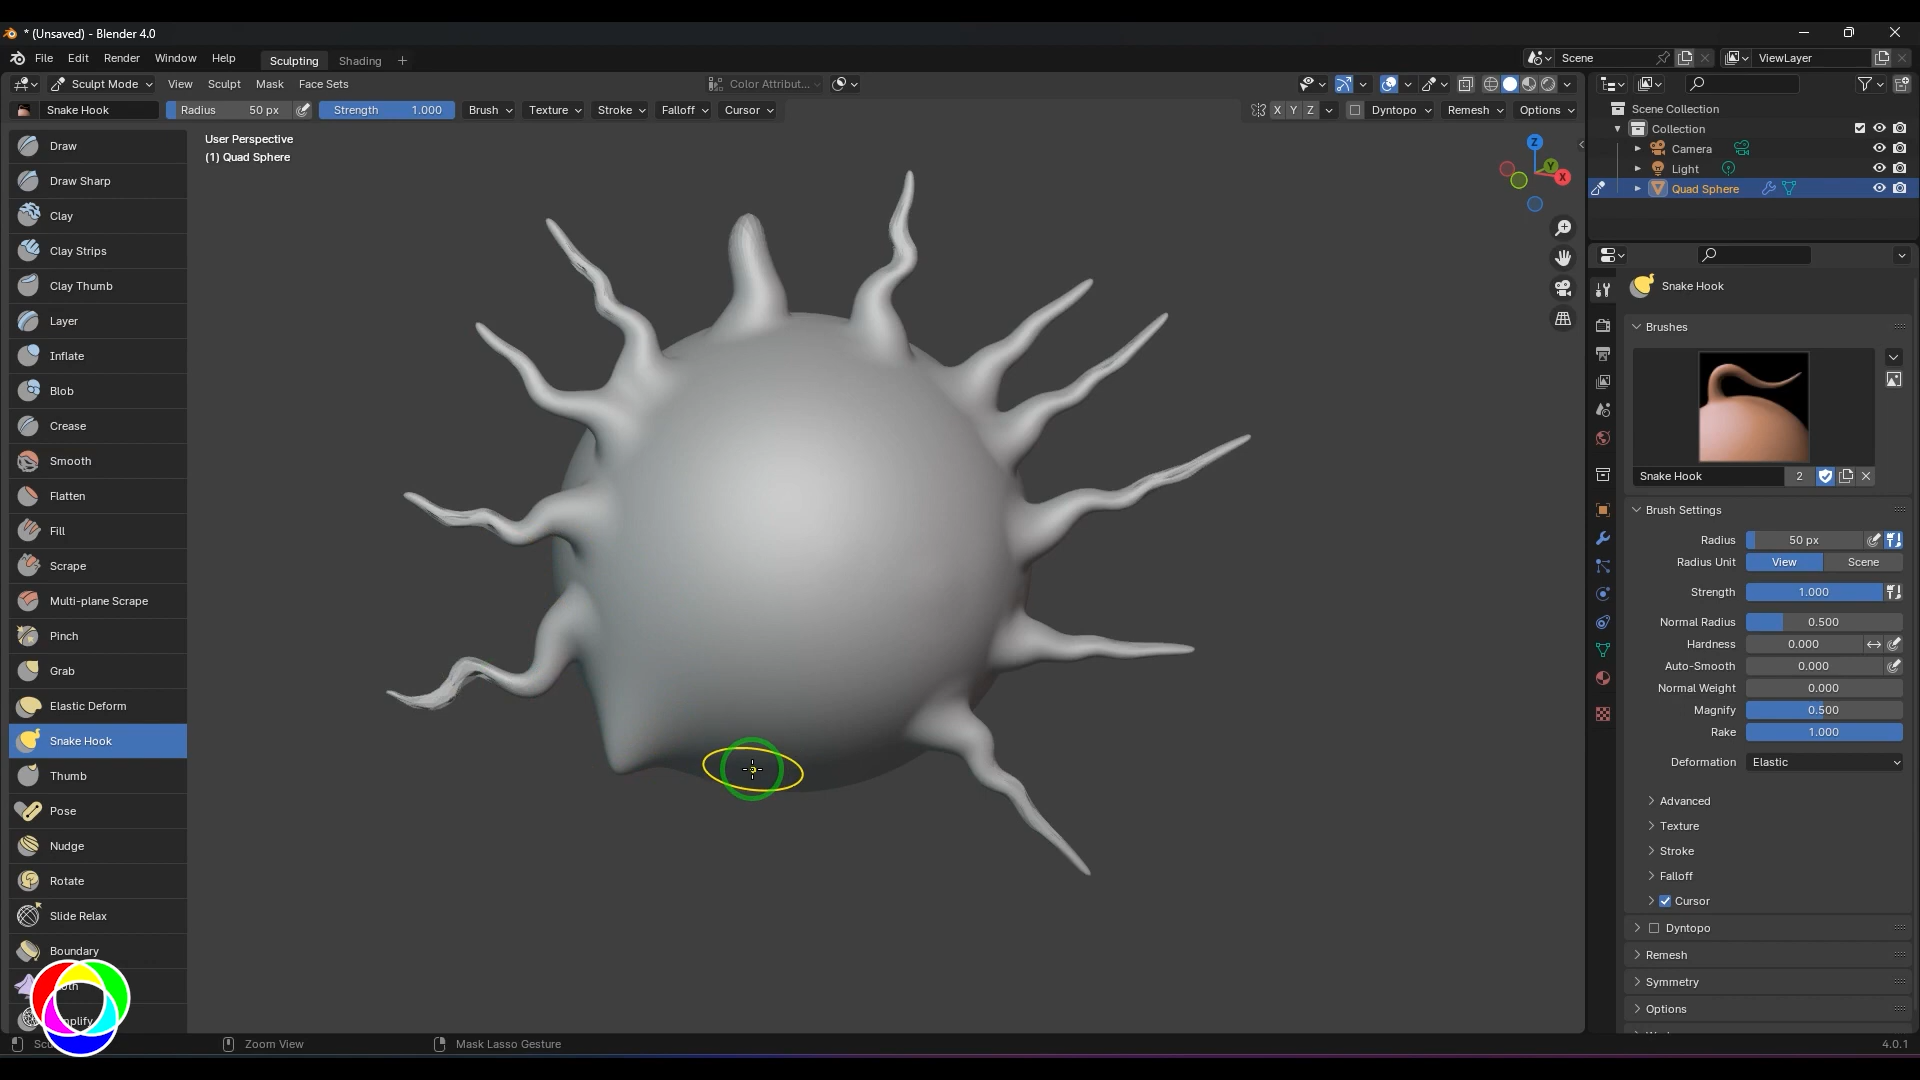 * (Unsaved) - Blender 4.0
File Edit Render Window Help Sculpting Shading + Scene ViewLayer
Sculpt Mode View Sculpt Mask Face Sets Color Attribut...
Snake Hook Radius 50 px Strength 1.000 Brush Texture Stroke Falloff Cursor X Y Z Dyntopo Remesh Options
User Perspective
(1) Quad Sphere
Z
Y
X
Draw
Draw Sharp
Clay
Clay Strips
Clay Thumb
Layer
Inflate
Blob
Crease
Smooth
Flatten
Fill
Scrape
Multi-plane Scrape
Pinch
Grab
Elastic Deform
Snake Hook
Thumb
Pose
Nudge
Rotate
Slide Relax
Boundary
Scene Collection
Collection
Camera
Light
Quad Sphere
Snake Hook
Brushes
Snake Hook 2
Brush Settings
Radius 50 px
Radius Unit View Scene
Strength 1.000
Normal Radius 0.500
Hardness 0.000
Auto-Smooth 0.000
Normal Weight 0.000
Magnify 0.500
Rake 1.000
Deformation Elastic
Advanced
Texture
Stroke
Falloff
Cursor
Dyntopo
Remesh
Symmetry
Options
Zoom View Mask Lasso Gesture 4.0.1